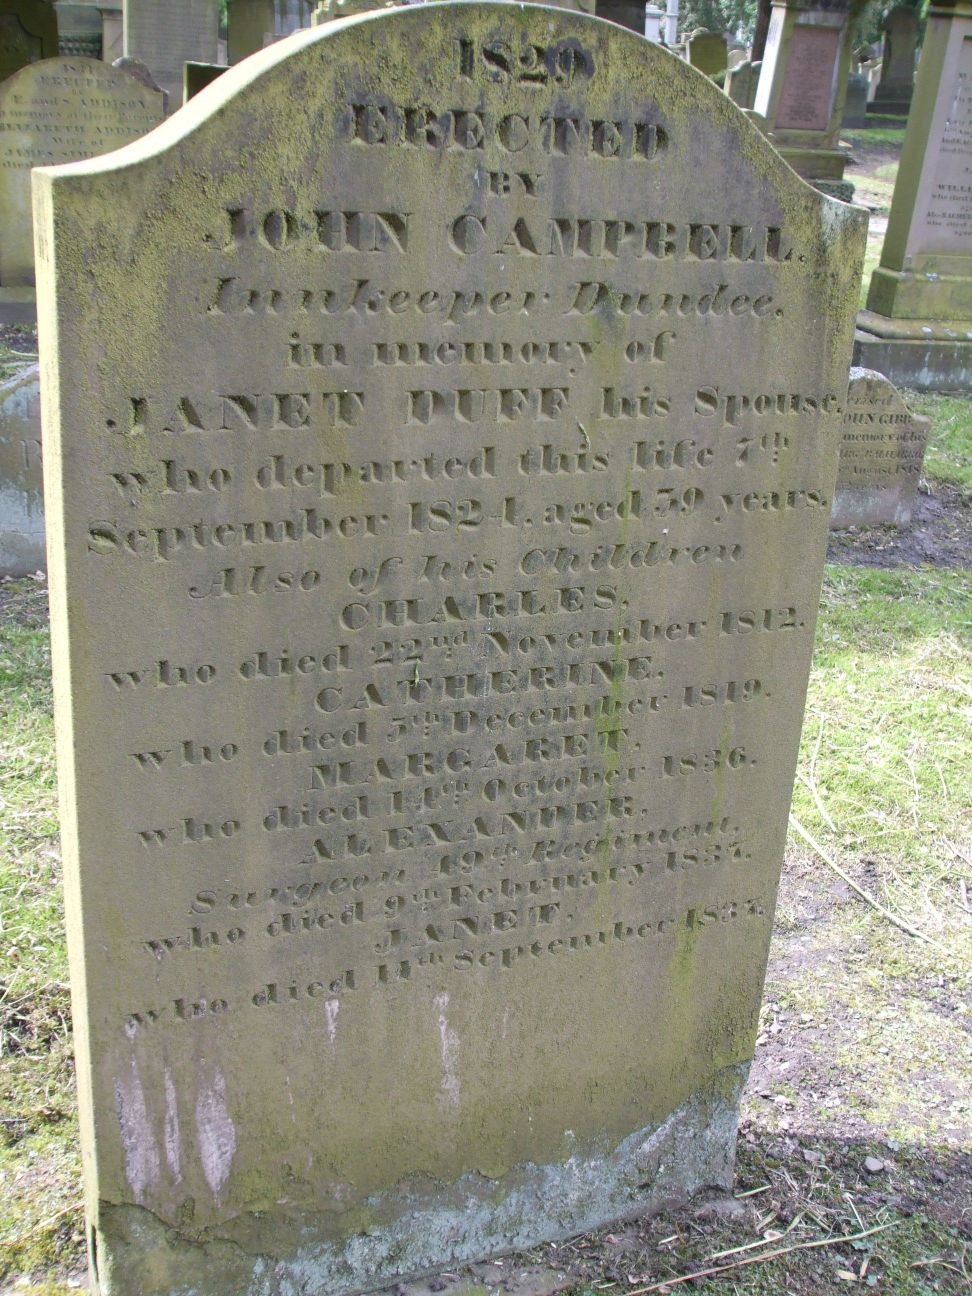 1829
ERECTED
BY
JOHN CAMPBELL
Innkeeper Dundee.
in memory of
JANET DUFF his Spouse.
who departed this life 7th
September 1824. aged 39 years.
Also of his Children
CHARLES.
who died 22nd November 1812.
CATHERINE.
who died 5th December 1819.
MARGARET.
who died 14th October 1836.
ALEXANDER.
Surgeon 49th Regiment.
who died 9th February 1837.
JANET.
who died 11th September 1837.